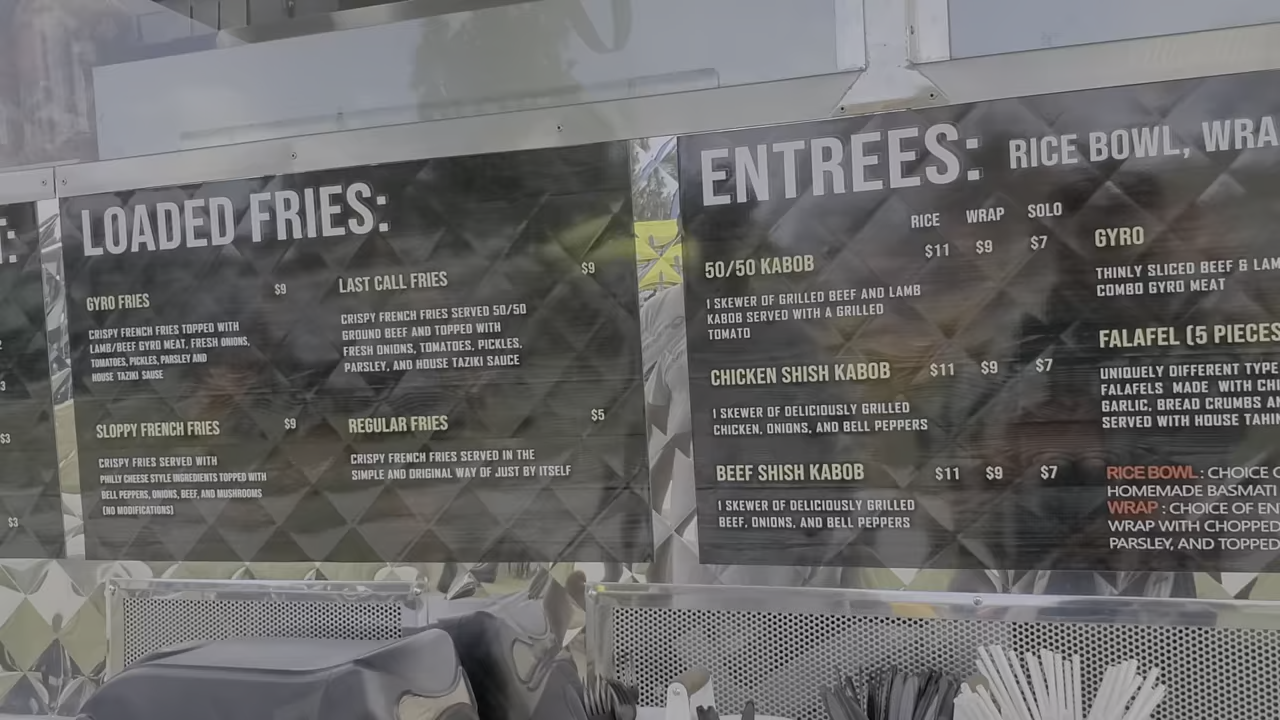 T:
3
$3
$3
LOADED FRIES:
GYRO FRIES $9
CRISPY FRENCH FRIES TOPPED WITH
LAMB/BEEF GYRO MEAT, FRESH ONIONS,
TOMATOES, PICKLES, PARSLEY AND
HOUSE TAZIKI SAUSE
SLOPPY FRENCH FRIES $9
CRISPY FRIES SERVED WITH
PHILLY CHEESE STYLE INGREDIENTS TOPPED WITH
BELL PEPPERS, ONIONS, BEEF, AND MUSHROOMS
(NO MODIFICATIONS)
LAST CALL FRIES $9
CRISPY FRENCH FRIES SERVED 50/50
GROUND BEEF AND TOPPED WITH
FRESH ONIONS, TOMATOES, PICKLES,
PARSLEY, AND HOUSE TAZIKI SAUCE
REGULAR FRIES $5
CRISPY FRENCH FRIES SERVED IN THE
SIMPLE AND ORIGINAL WAY OF JUST BY ITSELF
ENTREES: RICE BOWL, WRA
RICE WRAP SOLO
50/50 KABOB $11 $9 $7
1 SKEWER OF GRILLED BEEF AND LAMB
KABOB SERVED WITH A GRILLED
TOMATO
CHICKEN SHISH KABOB $11 $9 $7
1 SKEWER OF DELICIOUSLY GRILLED
CHICKEN, ONIONS, AND BELL PEPPERS
BEEF SHISH KABOB $11 $9 $7
1 SKEWER OF DELICIOUSLY GRILLED
BEEF, ONIONS, AND BELL PEPPERS
GYRO
THINLY SLICED BEEF & LAM
COMBO GYRO MEAT
FALAFEL (5 PIECES
UNIQUELY DIFFERENT TYPE
FALAFELS MADE WITH CHI
GARLIC, BREAD CRUMBS AN
SERVED WITH HOUSE TAHIN
RICE BOWL : CHOICE O
HOMEMADE BASMATI
WRAP : CHOICE OF EN
WRAP WITH CHOPPED
PARSLEY, AND TOPPED